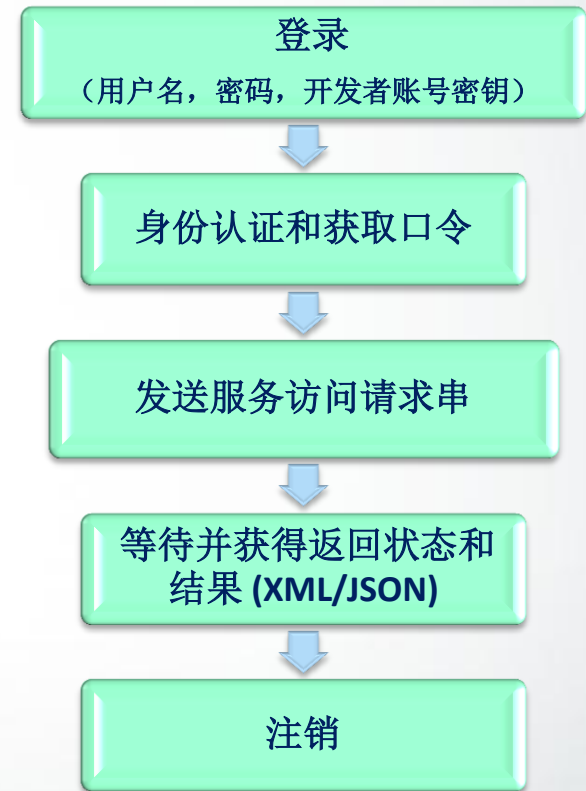 登录
（用户名，密码，开发者账号密钥）
身份认证和获取口令
发送服务访问请求串
等待并获得返回状态和
结果 (XML/JSON)
注销